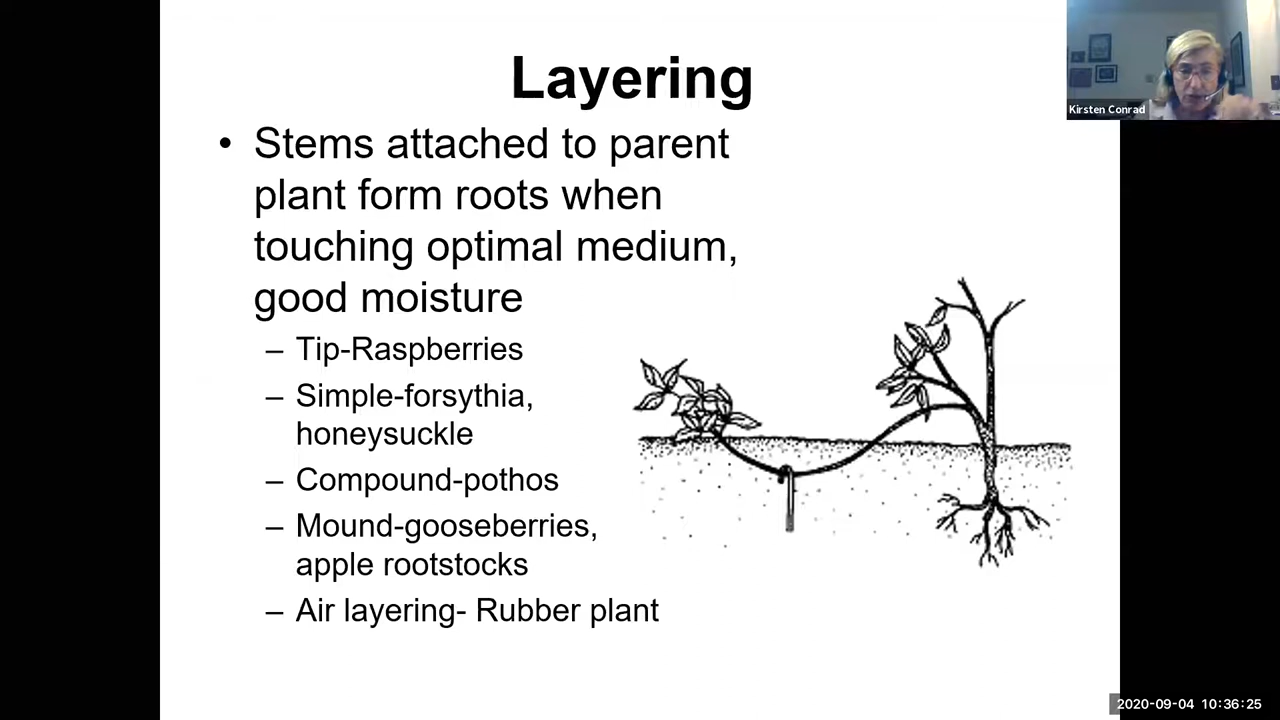 Layering
• Stems attached to parent
plant form roots when
touching optimal medium,
good moisture
– Tip-Raspberries
– Simple-forsythia,
honeysuckle
– Compound-pothos
– Mound-gooseberries,
apple rootstocks
– Air layering- Rubber plant
Kirsten Conrad
2020-09-04 10:36:25